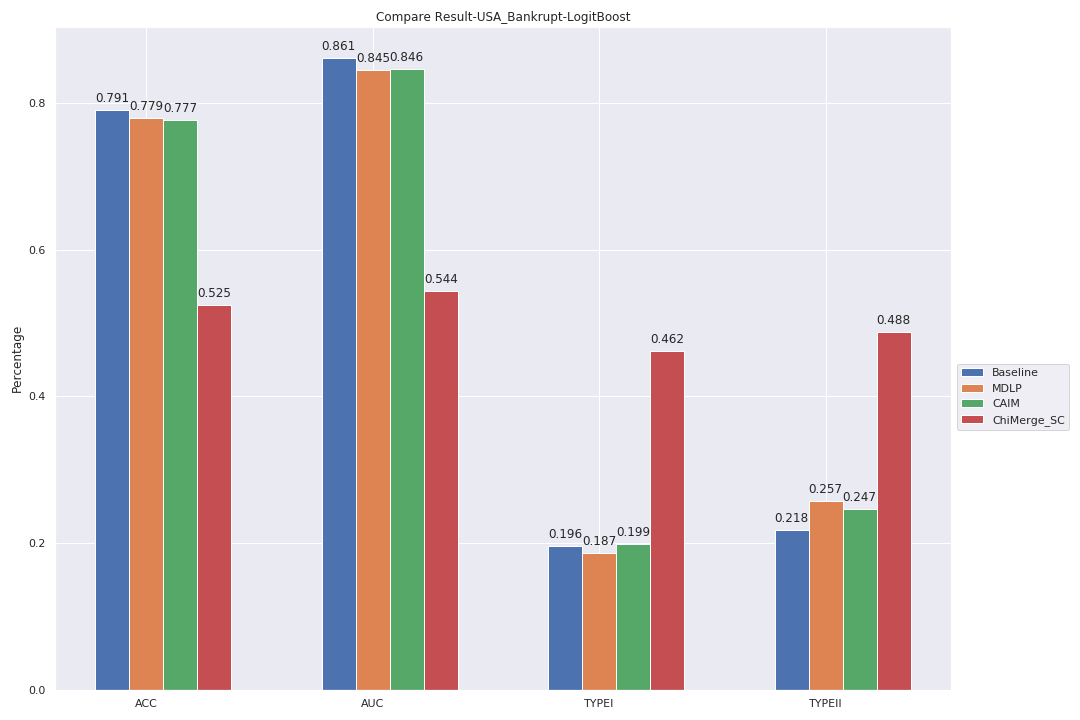 Compare Result-USA_Bankrupt-LogitBoost
Percentage
0.8
0.6
0.4
0.2
0.0
0.791
0.779
0.777
0.525
0.861
0.845
0.846
0.544
0.196
0.187
0.199
0.462
0.218
0.257
0.247
0.488
ACC
AUC
TYPEI
TYPEII
Baseline
MDLP
CAIM
ChiMerge_SC